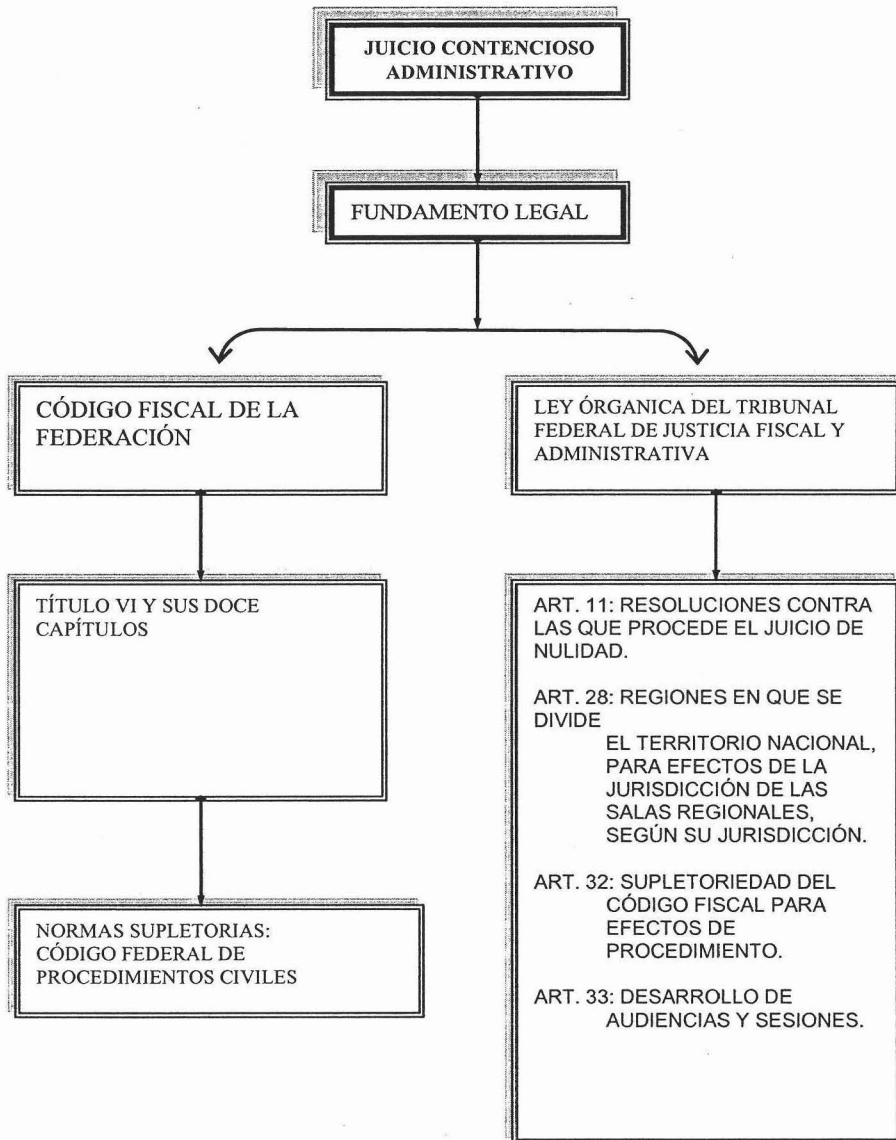 JUICIO CONTENCIOSO
ADMINISTRATIVO
FUNDAMENTO LEGAL
CÓDIGO FISCAL DE LA
FEDERACIÓN
LEY ÓRGANICA DEL TRIBUNAL
FEDERAL DE JUSTICIA FISCAL Y
ADMINISTRATIVA
TÍTULO VI Y SUS DOCE
CAPÍTULOS
NORMAS SUPLETORIAS:
CÓDIGO FEDERAL DE
PROCEDIMIENTOS CIVILES
ART. 11: RESOLUCIONES CONTRA
LAS QUE PROCEDE EL JUICIO DE
NULIDAD.
ART. 28: REGIONES EN QUE SE
DIVIDE
EL TERRITORIO NACIONAL,
PARA EFECTOS DE LA
JURISDICCIÓN DE LAS
SALAS REGIONALES,
SEGÚN SU JURISDICCIÓN.
ART. 32: SUPLETORIEDAD DEL
CÓDIGO FISCAL PARA
EFECTOS DE
PROCEDIMIENTO.
ART. 33: DESARROLLO DE
AUDIENCIAS Y SESIONES.